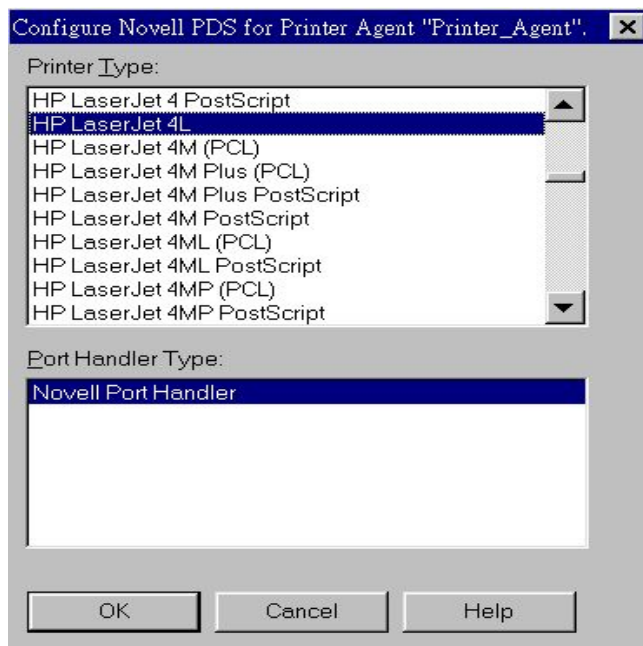 Configure Novell PDS for Printer Agent "Printer_Agent".
Printer Type:
HP LaserJet 4 PostScript
HP LaserJet 4L
HP LaserJet 4M (PCL)
HP LaserJet 4M Plus (PCL)
HP LaserJet 4M Plus PostScript
HP LaserJet 4M PostScript
HP LaserJet 4ML (PCL)
HP LaserJet 4ML PostScript
HP LaserJet 4MP (PCL)
HP LaserJet 4MP PostScript
Port Handler Type:
Novell Port Handler
OK Cancel Help